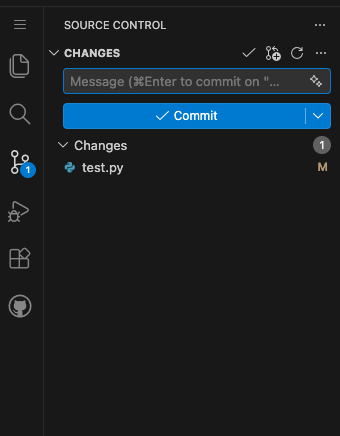 SOURCE CONTROL
CHANGES
Message (⌘Enter to commit on "...
Commit
Changes 1
test.py M
1